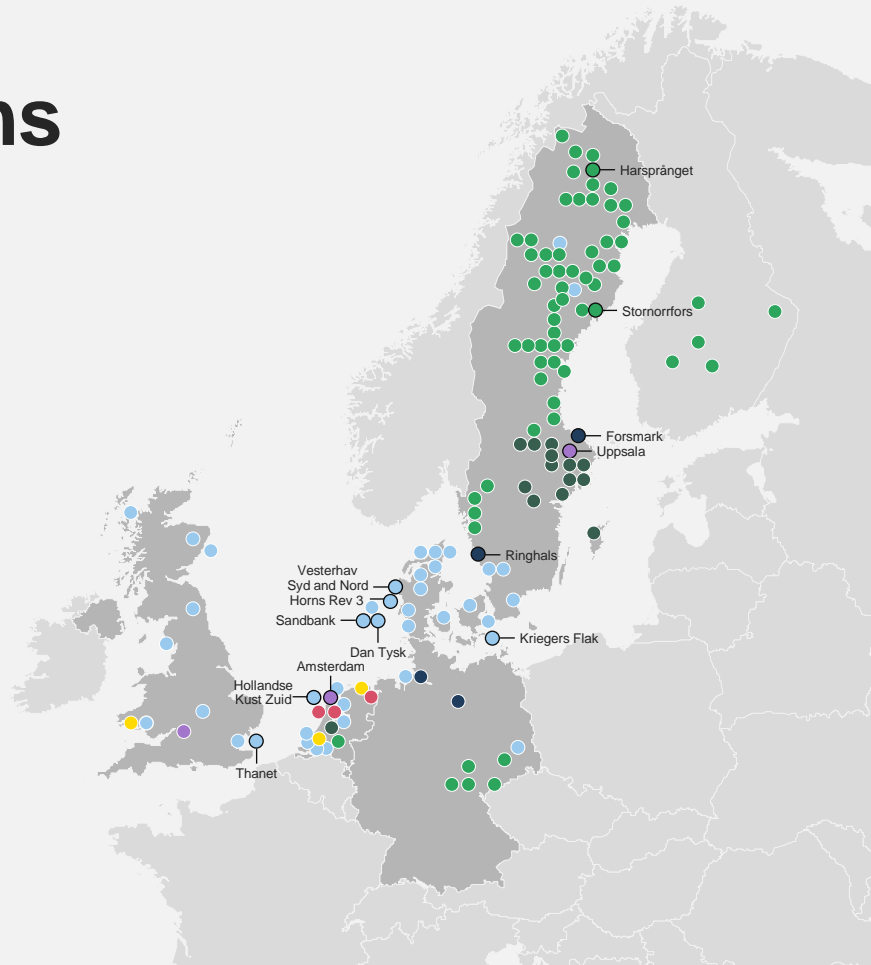 ns
Harsprånget
Stornorrfors
Forsmark
Uppsala
Ringhals
Vesterhav
Syd and Nord
Horns Rev 3
Sandbank
Dan Tysk
Kriegers Flak
Amsterdam
Hollandse
Kust Zuid
Thanet